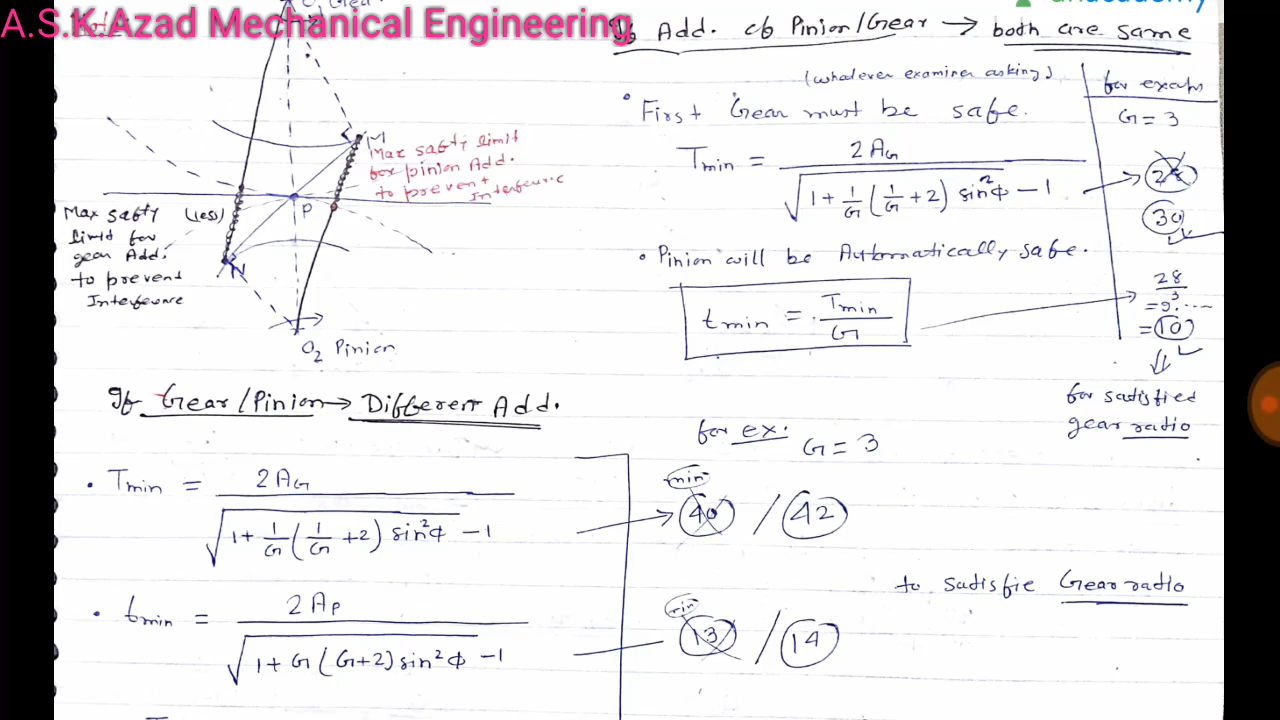 A.S.K.Azad Mechanical Engineering
If Add. of Pinion/Gear → both are same
(whatever examiner asking)
• First Gear must be safe.
Tmin = 2AG / √1+ 1/G (1/G +2) sin²ϕ −1
for exam
G = 3
28
30
• Pinion will be Automatically safe.
tmin = Tmin / G
28/3
= 9.3....
= 10
for satisfied
gear ratio
M
Max safty limit
for pinion Add.
to prevent
Interference
P
Max safty (less)
limit for
gear Add.
to prevent
Interference
N
O2 Pinion
If Gear/Pinion → Different Add.
for ex. G = 3
• Tmin = 2AG / √1+ 1/G (1/G +2) sin²ϕ −1
min
40 / 42
to satisfie Gear ratio
• tmin = 2AP / √1+ G (G+2) sin²ϕ −1
min
13 / 14